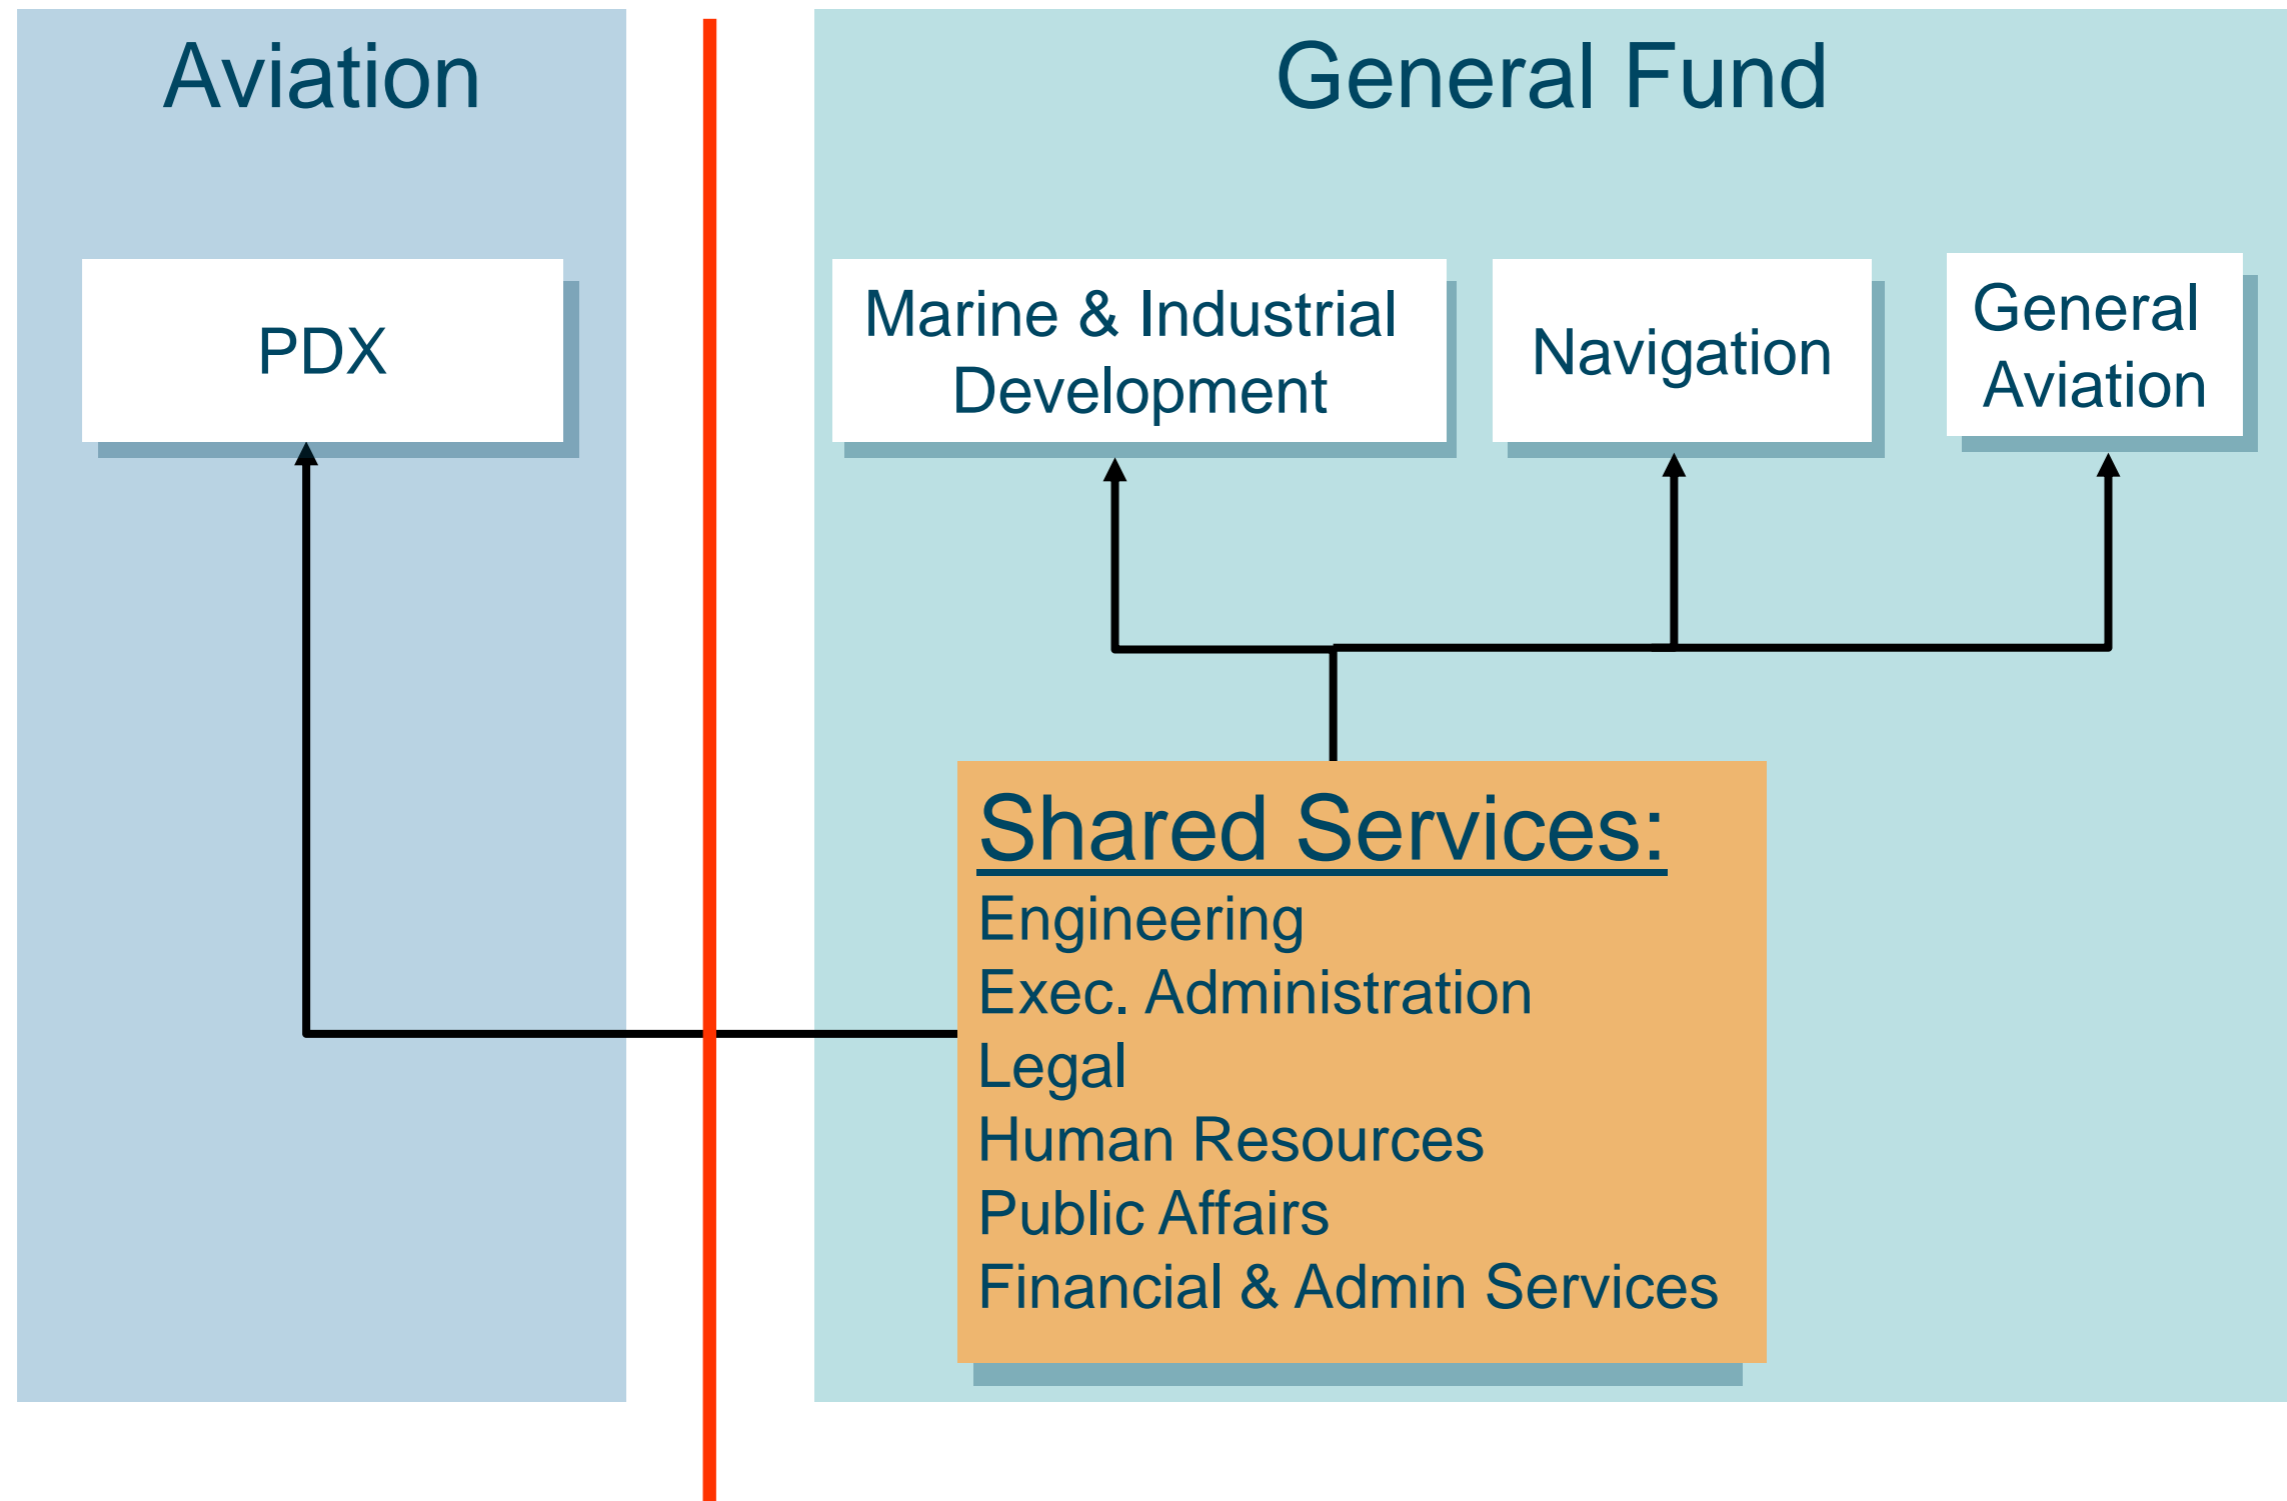 Aviation
General Fund
PDX
Marine & Industrial
Development
Navigation
General
Aviation
Shared Services:
Engineering
Exec. Administration
Legal
Human Resources
Public Affairs
Financial & Admin Services